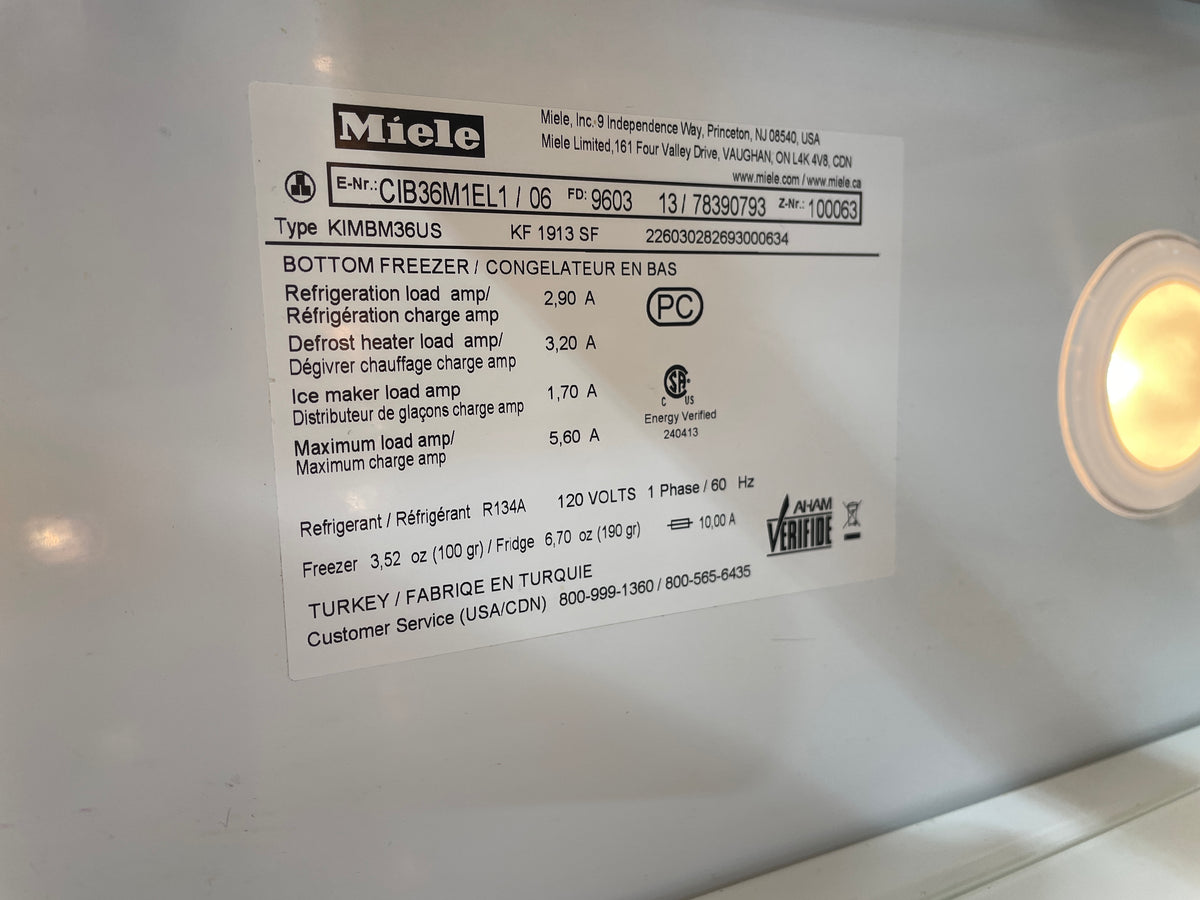 Miele
Miele, Inc. 9 Independence Way, Princeton, NJ 08540, USA
Miele Limited,161 Four Valley Drive, VAUGHAN, ON L4K 4V8, CDN
www.miele.com / www.miele.ca
E-Nr.: CIB36M1EL1 / 06 FD: 9603 13 / 78390793 Z-Nr.: 100063
Type KIMBM36US KF 1913 SF 226030282693000634
BOTTOM FREEZER / CONGELATEUR EN BAS
Refrigeration load amp/ 2,90 A
Réfrigération charge amp
PC
Defrost heater load amp/ 3,20 A
Dégivrer chauffage charge amp
Ice maker load amp 1,70 A
Distributeur de glaçons charge amp
SA
C US
Energy Verified
240413
Maximum load amp/ 5,60 A
Maximum charge amp
Refrigerant / Réfrigérant R134A 120 VOLTS 1 Phase / 60 Hz
Freezer 3,52 oz (100 gr) / Fridge 6,70 oz (190 gr) 10,00 A
AHAM
VERIFIDE
TURKEY / FABRIQE EN TURQUIE
Customer Service (USA/CDN) 800-999-1360 / 800-565-6435